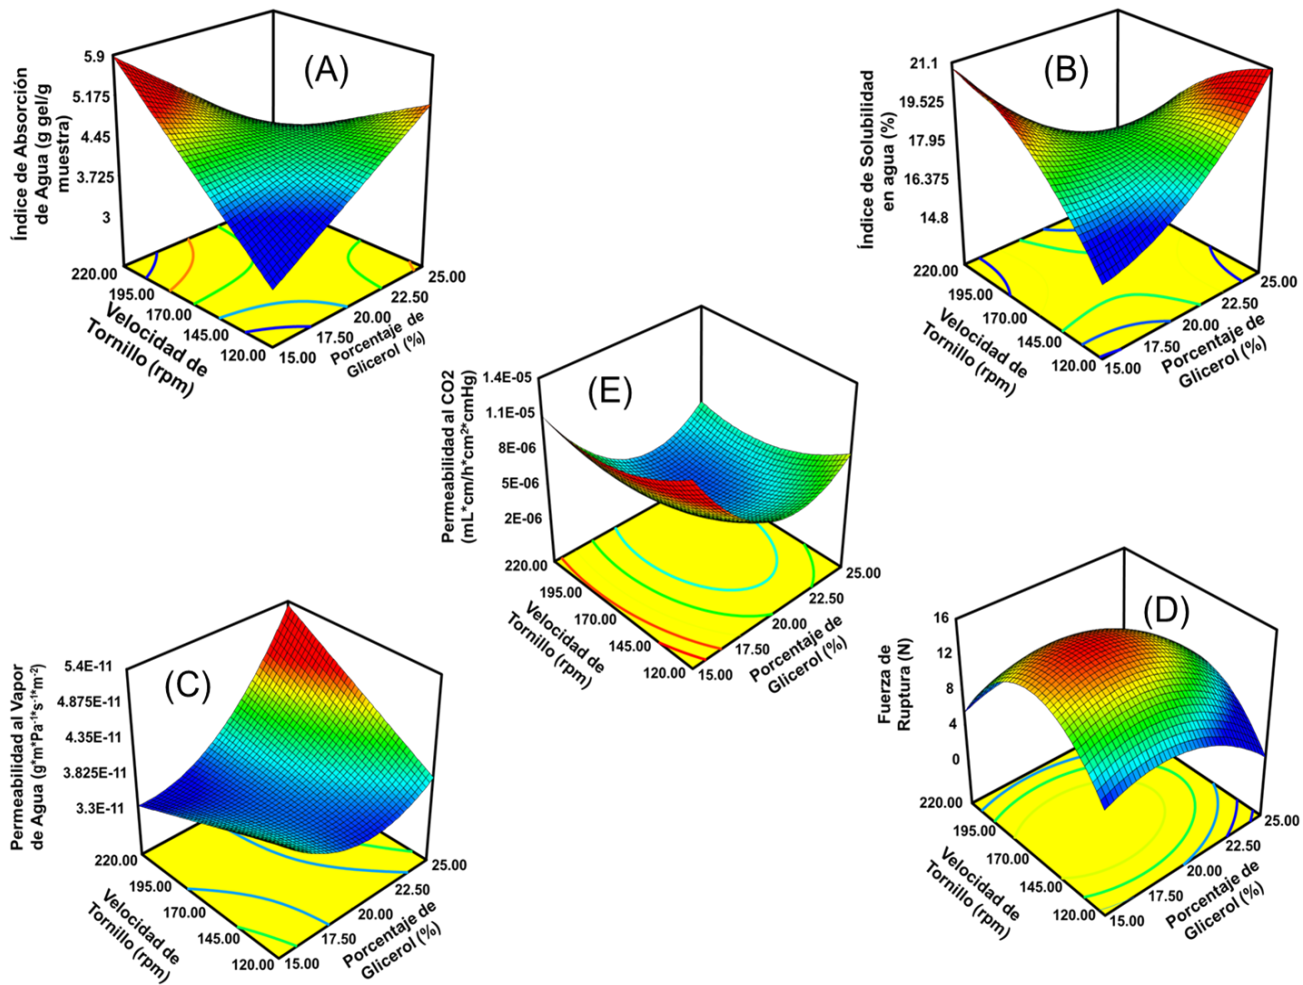 (A)
5.9
5.175
4.45
3.725
3
Índice de Absorción
de Agua (g gel/g
muestra)
220.00
195.00
170.00
145.00
120.00
Velocidad de
Tornillo (rpm)
15.00
17.50
20.00
22.50
25.00
Porcentaje de
Glicerol (%)
(B)
21.1
19.525
17.95
16.375
14.8
Índice de Solubilidad
en agua (%)
220.00
195.00
170.00
145.00
120.00
Velocidad de
Tornillo (rpm)
15.00
17.50
20.00
22.50
25.00
Porcentaje de
Glicerol (%)
(E)
1.4E-05
1.1E-05
8E-06
5E-06
2E-06
Permeabilidad al CO2
(mL*cm/h*cm²*cmHg)
220.00
195.00
170.00
145.00
120.00
Velocidad de
Tornillo (rpm)
15.00
17.50
20.00
22.50
25.00
Porcentaje de
Glicerol (%)
(C)
5.4E-11
4.875E-11
4.35E-11
3.825E-11
3.3E-11
Permeabilidad al Vapor
de Agua (g*m*Pa⁻¹*s⁻¹*m⁻²)
220.00
195.00
170.00
145.00
120.00
Velocidad de
Tornillo (rpm)
15.00
17.50
20.00
22.50
25.00
Porcentaje de
Glicerol (%)
(D)
16
12
8
4
0
Fuerza de
Ruptura (N)
220.00
195.00
170.00
145.00
120.00
Velocidad de
Tornillo (rpm)
15.00
17.50
20.00
22.50
25.00
Porcentaje de
Glicerol (%)